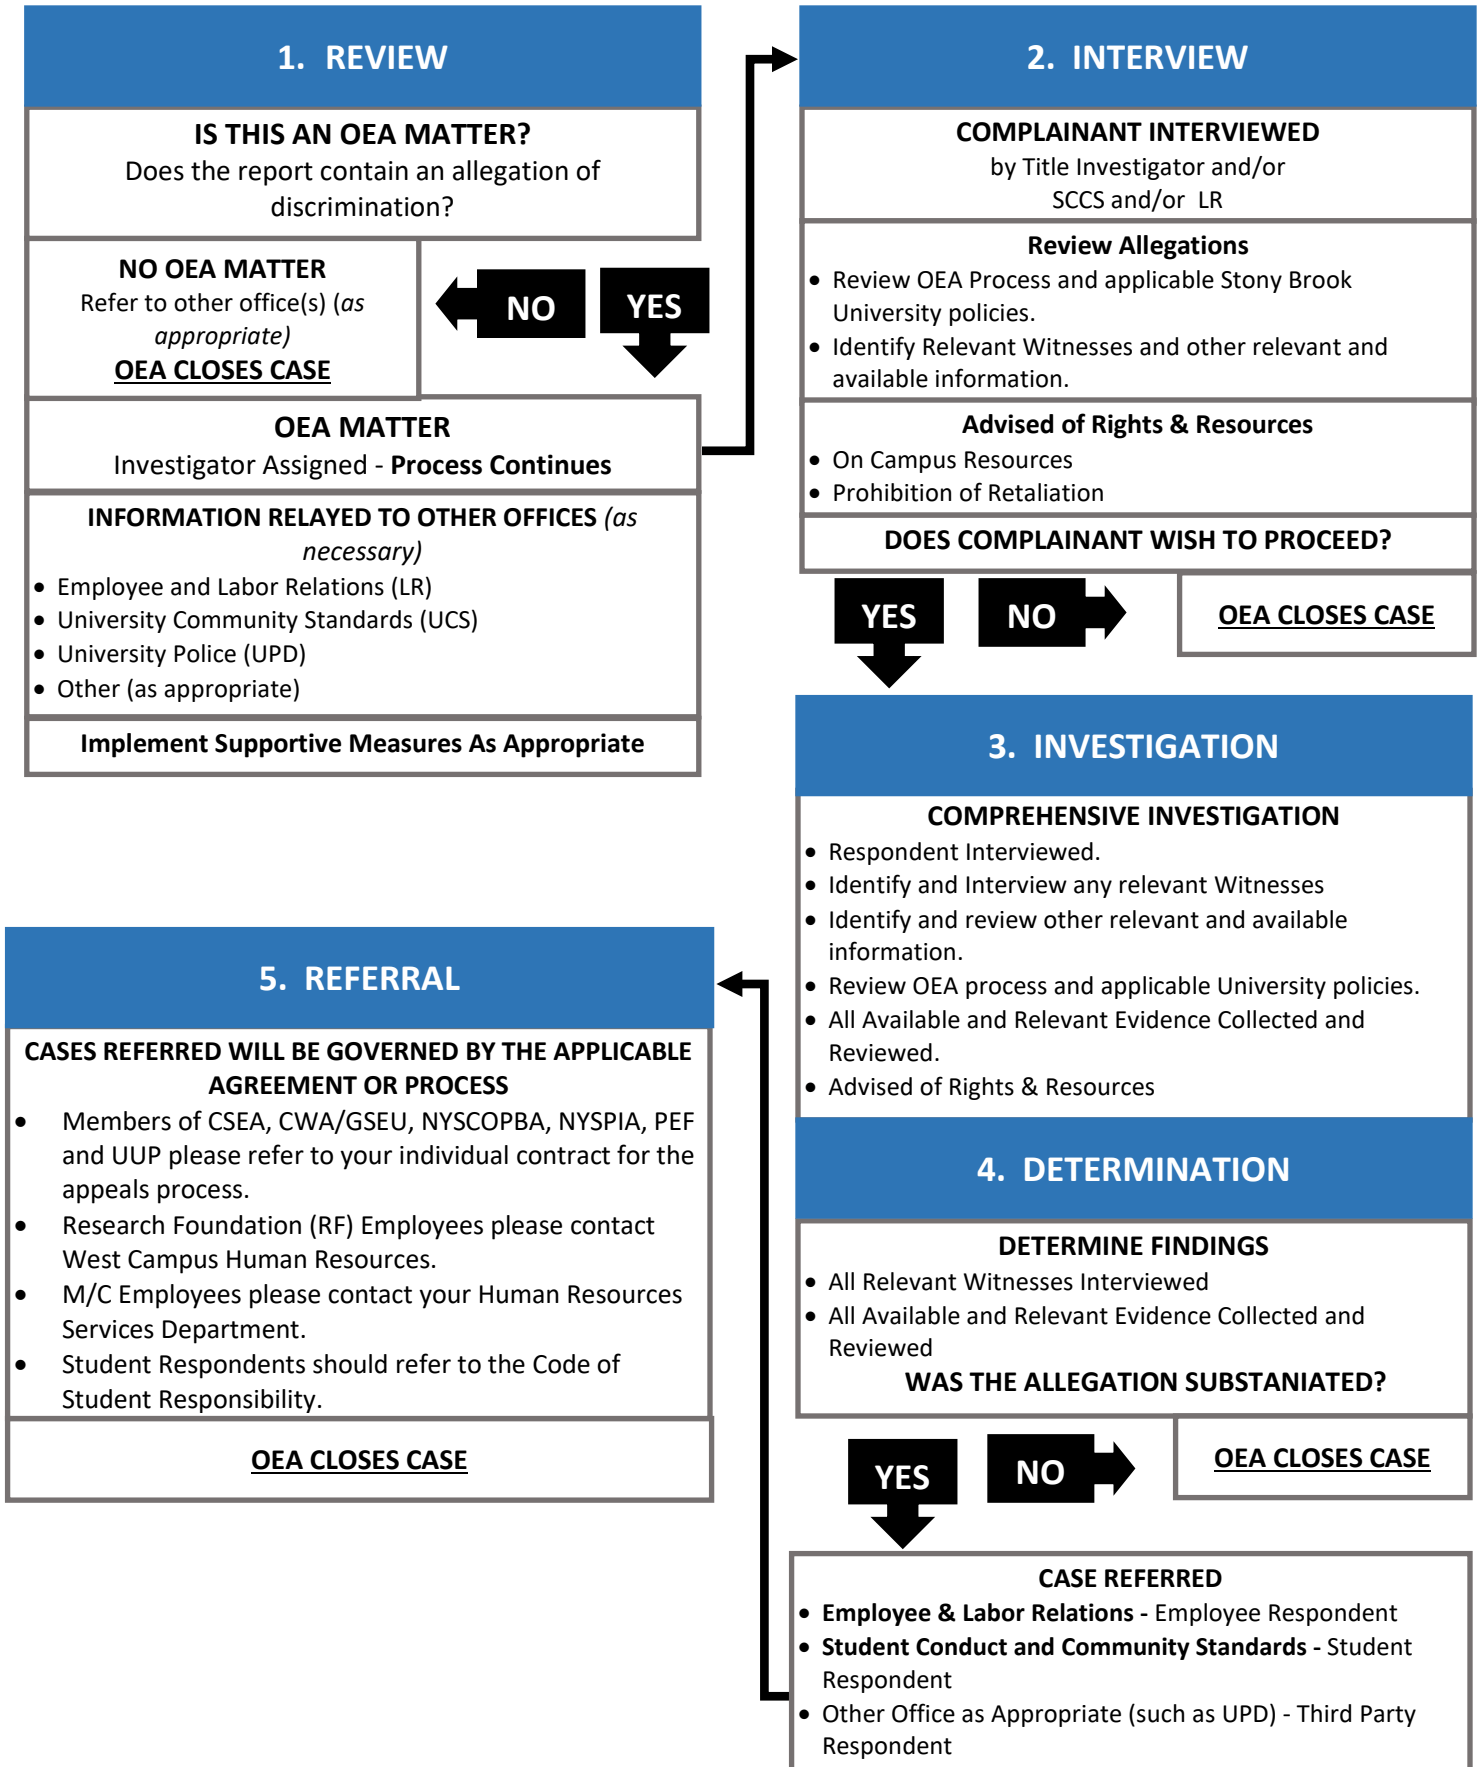 1. REVIEW
IS THIS AN OEA MATTER?
Does the report contain an allegation of
discrimination?
NO OEA MATTER
Refer to other office(s) (as
appropriate)
OEA CLOSES CASE
NO
YES
OEA MATTER
Investigator Assigned - Process Continues
INFORMATION RELAYED TO OTHER OFFICES (as
necessary)
• Employee and Labor Relations (LR)
• University Community Standards (UCS)
• University Police (UPD)
• Other (as appropriate)
Implement Supportive Measures As Appropriate
2. INTERVIEW
COMPLAINANT INTERVIEWED
by Title Investigator and/or
SCCS and/or LR
Review Allegations
• Review OEA Process and applicable Stony Brook
University policies.
• Identify Relevant Witnesses and other relevant and
available information.
Advised of Rights & Resources
• On Campus Resources
• Prohibition of Retaliation
DOES COMPLAINANT WISH TO PROCEED?
YES
NO
OEA CLOSES CASE
3. INVESTIGATION
COMPREHENSIVE INVESTIGATION
• Respondent Interviewed.
• Identify and Interview any relevant Witnesses
• Identify and review other relevant and available
information.
• Review OEA process and applicable University policies.
• All Available and Relevant Evidence Collected and
Reviewed.
• Advised of Rights & Resources
4. DETERMINATION
DETERMINE FINDINGS
• All Relevant Witnesses Interviewed
• All Available and Relevant Evidence Collected and
Reviewed
WAS THE ALLEGATION SUBSTANIATED?
YES
NO
OEA CLOSES CASE
CASE REFERRED
• Employee & Labor Relations - Employee Respondent
• Student Conduct and Community Standards - Student
Respondent
• Other Office as Appropriate (such as UPD) - Third Party
Respondent
5. REFERRAL
CASES REFERRED WILL BE GOVERNED BY THE APPLICABLE
AGREEMENT OR PROCESS
• Members of CSEA, CWA/GSEU, NYSCOPBA, NYSPIA, PEF
and UUP please refer to your individual contract for the
appeals process.
• Research Foundation (RF) Employees please contact
West Campus Human Resources.
• M/C Employees please contact your Human Resources
Services Department.
• Student Respondents should refer to the Code of
Student Responsibility.
OEA CLOSES CASE